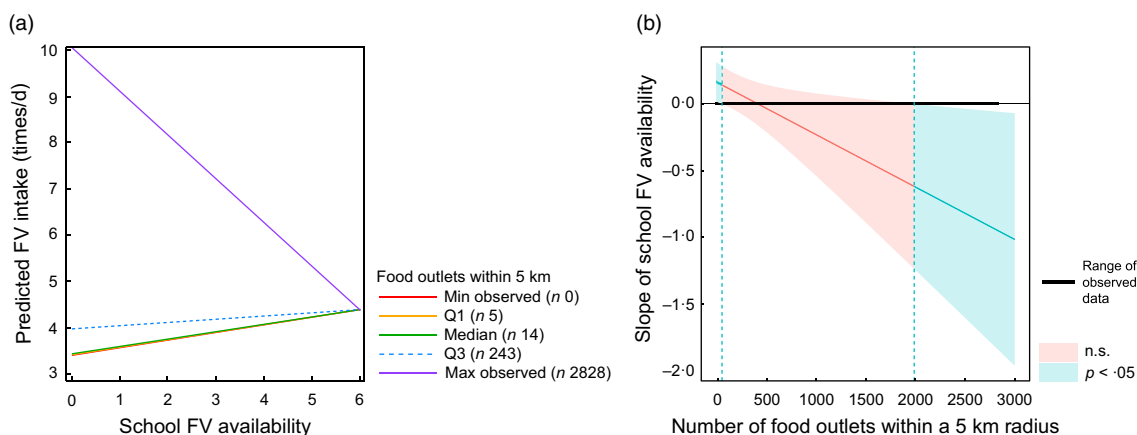 (a)
Predicted FV intake (times/d)
10
9
8
7
6
5
4
3
0 1 2 3 4 5 6
School FV availability
Food outlets within 5 km
Min observed (n 0)
Q1 (n 5)
Median (n 14)
Q3 (n 243)
Max observed (n 2828)
(b)
Slope of school FV availability
0·0
–0·5
–1·0
–1·5
–2·0
0 500 1000 1500 2000 2500 3000
Number of food outlets within a 5 km radius
Range of
observed
data
n.s.
p < ·05